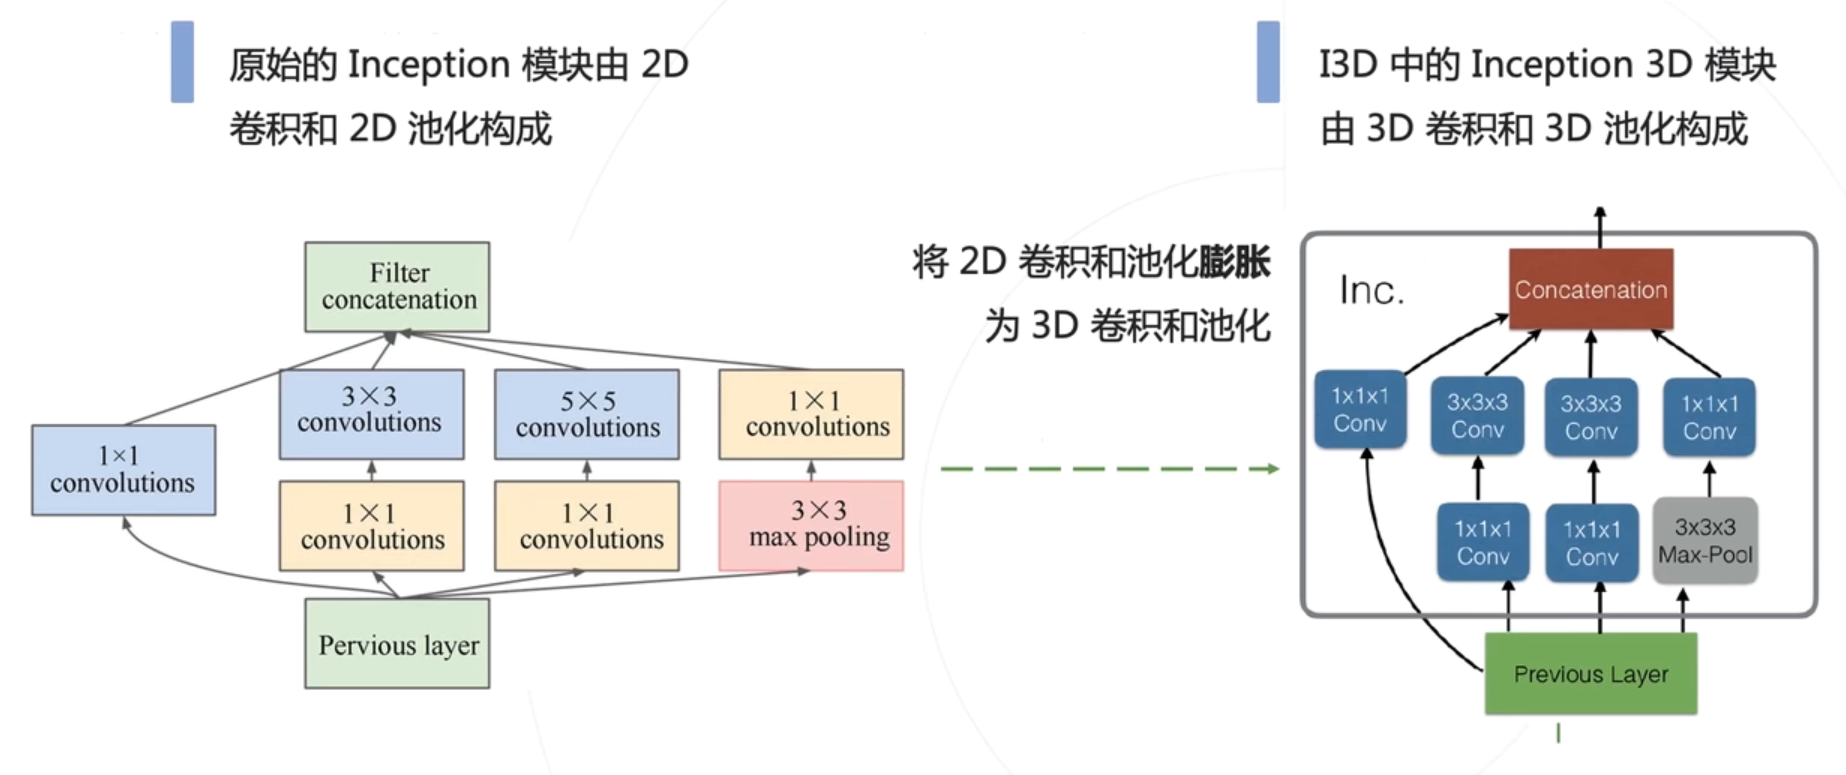 原始的 Inception 模块由 2D
卷积和 2D 池化构成
Filter
concatenation
3×3
convolutions
5×5
convolutions
1×1
convolutions
1×1
convolutions
1×1
convolutions
1×1
convolutions
3×3
max pooling
Pervious layer
将 2D 卷积和池化膨胀
为 3D 卷积和池化
I3D 中的 Inception 3D 模块
由 3D 卷积和 3D 池化构成
Inc.
Concatenation
1x1x1
Conv
3x3x3
Conv
3x3x3
Conv
1x1x1
Conv
1x1x1
Conv
1x1x1
Conv
3x3x3
Max-Pool
Previous Layer